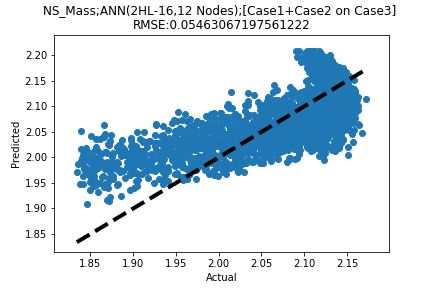 NS_Mass;ANN(2HL-16,12 Nodes);[Case1+Case2 on Case3]
RMSE:0.05463067197561222
2.20
2.15
2.10
2.05
2.00
1.95
1.90
1.85
Predicted
1.85 1.90 1.95 2.00 2.05 2.10 2.15
Actual